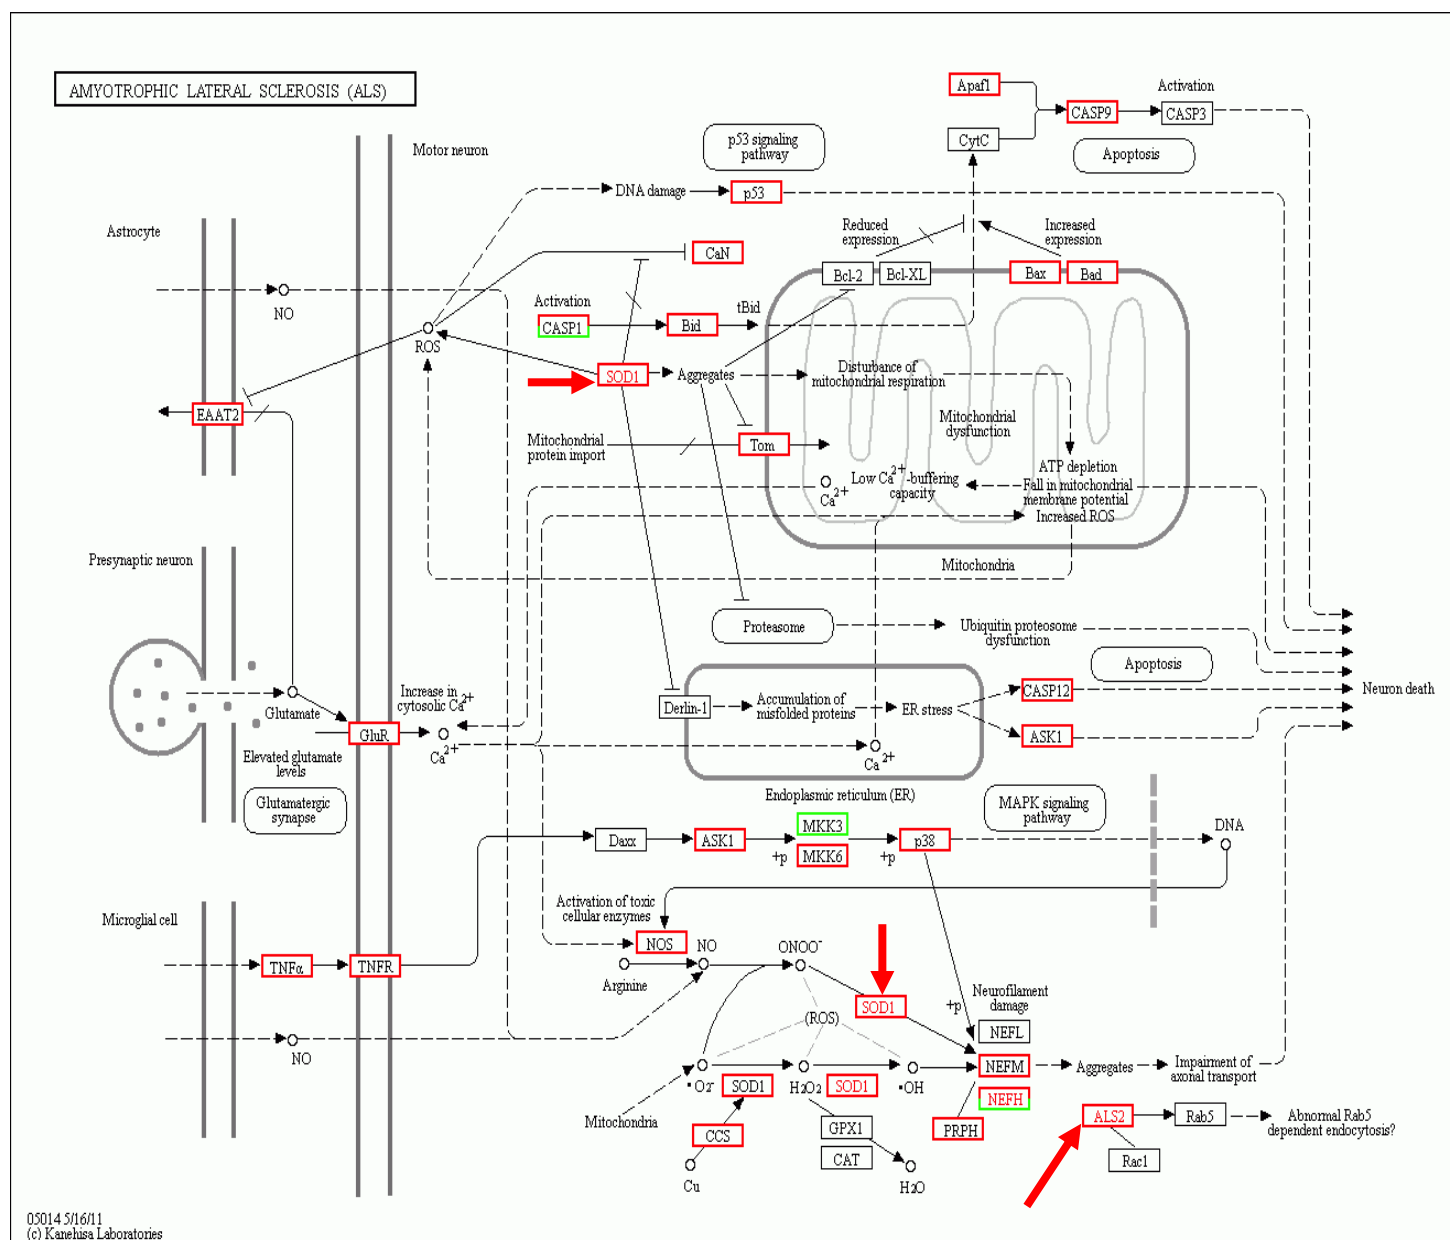 AMYOTROPHIC LATERAL SCLEROSIS (ALS)
Apaf1
Activation
CASP9
CASP3
CytC
Apoptosis
Motor neuron
p53 signaling
pathway
DNA damage
p53
Astrocyte
Reduced
expression
Increased
expression
CaN
Bcl-2
Bcl-XL
Bax
Bad
NO
Activation
tBid
CASP1
Bid
ROS
SOD1
Aggregates
Disturbance of
mitochondrial respiration
EAAT2
Mitochondrial
protein import
Tom
Mitochondrial
dysfunction
ATP depletion
Fall in mitochondrial
membrane potential
Increased ROS
Low Ca2+-buffering
capacity
Ca2+
Presynaptic neuron
Mitochondria
Proteasome
Ubiquitin proteosome
dysfunction
Apoptosis
Increase in
cytosolic Ca2+
Glutamate
Derlin-1
Accumulation of
misfolded proteins
ER stress
CASP12
Neuron death
GluR
ASK1
Ca2+
Ca2+
Elevated glutamate
levels
Glutamatergic
synapse
Endoplasmic reticulum (ER)
MAPK signaling
pathway
MKK3
DNA
Daxx
ASK1
+p
MKK6
+p
p38
Activation of toxic
cellular enzymes
Microglial cell
NOS
NO
ONOO-
TNFα
TNFR
Arginine
SOD1
+p
Neurofilament
damage
(ROS)
NEFL
NO
NEFM
Aggregates
Impairment of
axonal transport
•O2-
SOD1
H2O2
SOD1
•OH
NEFH
Mitochondria
CCS
GPX1
PRPH
ALS2
Rab5
Abnormal Rab5
dependent endocytosis?
CAT
Rac1
Cu
H2O
05014 5/16/11
(c) Kanehisa Laboratories